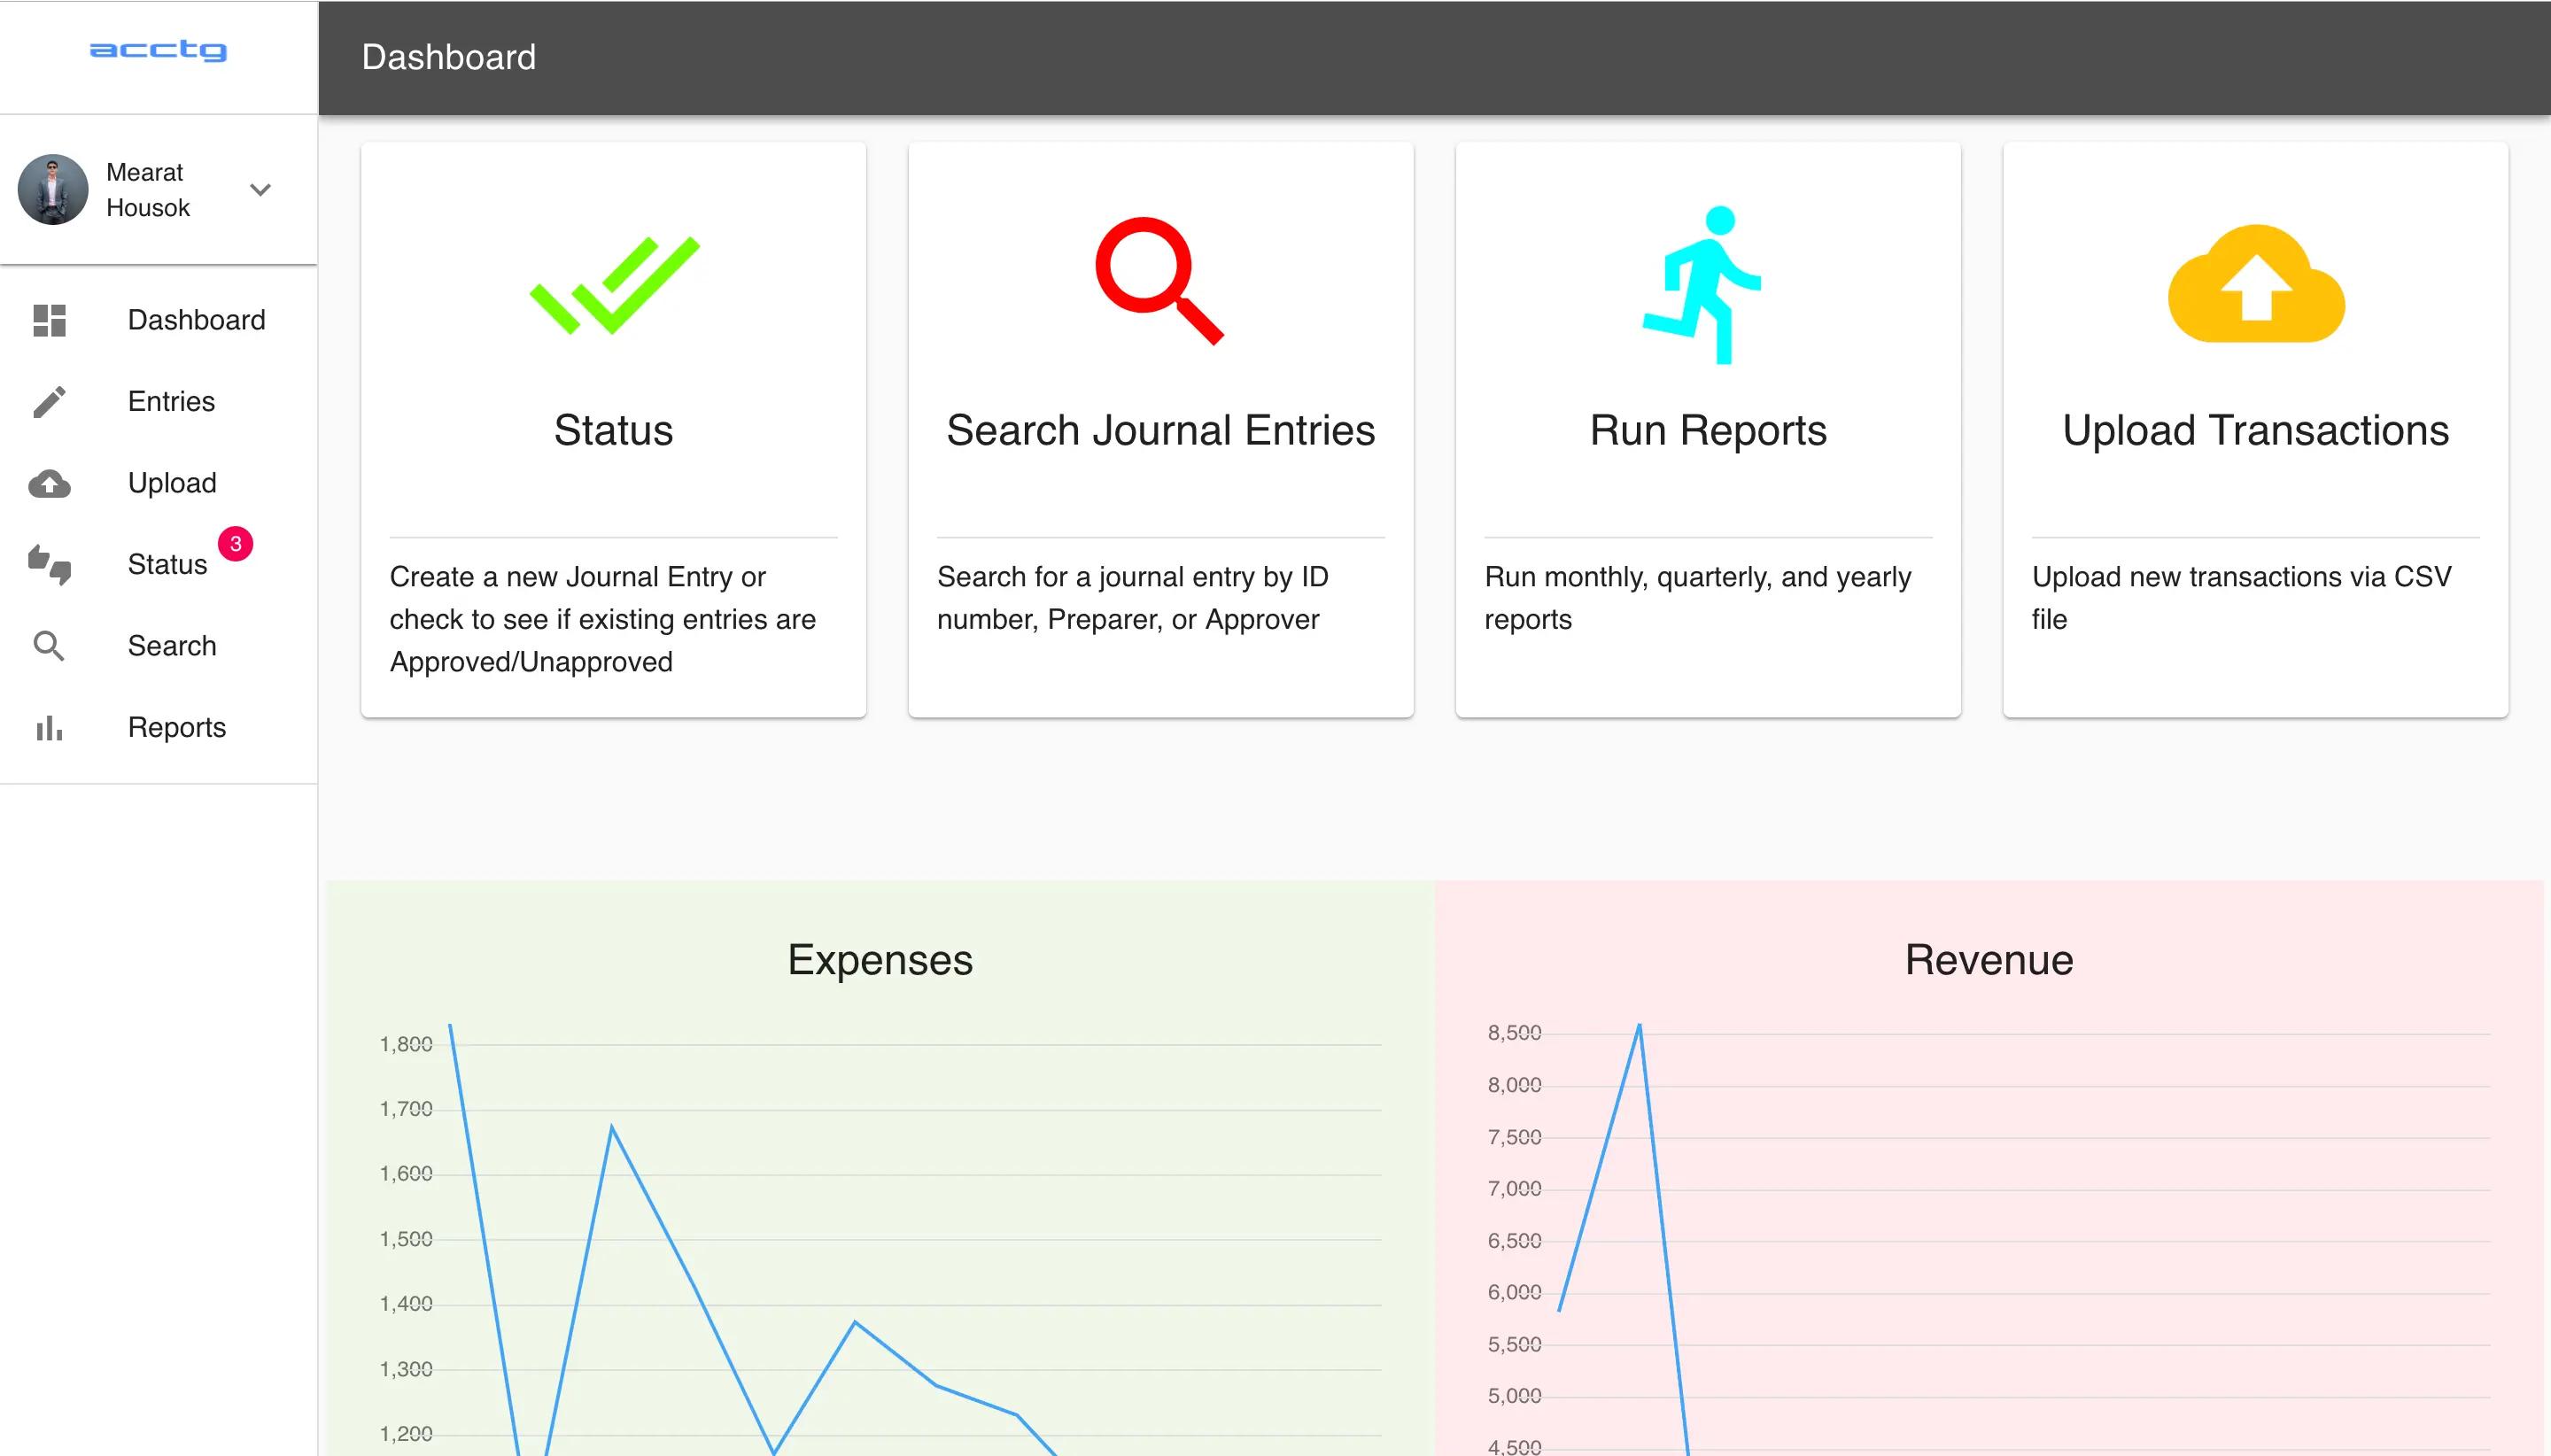 acctg
Dashboard
Mearat
Housok
Dashboard
Entries
Upload
Status
3
Search
Reports
Status
Create a new Journal Entry or
check to see if existing entries are
Approved/Unapproved
Search Journal Entries
Search for a journal entry by ID
number, Preparer, or Approver
Run Reports
Run monthly, quarterly, and yearly
reports
Upload Transactions
Upload new transactions via CSV
file
Expenses
1,800
1,700
1,600
1,500
1,400
1,300
1,200
Revenue
8,500
8,000
7,500
7,000
6,500
6,000
5,500
5,000
4,500